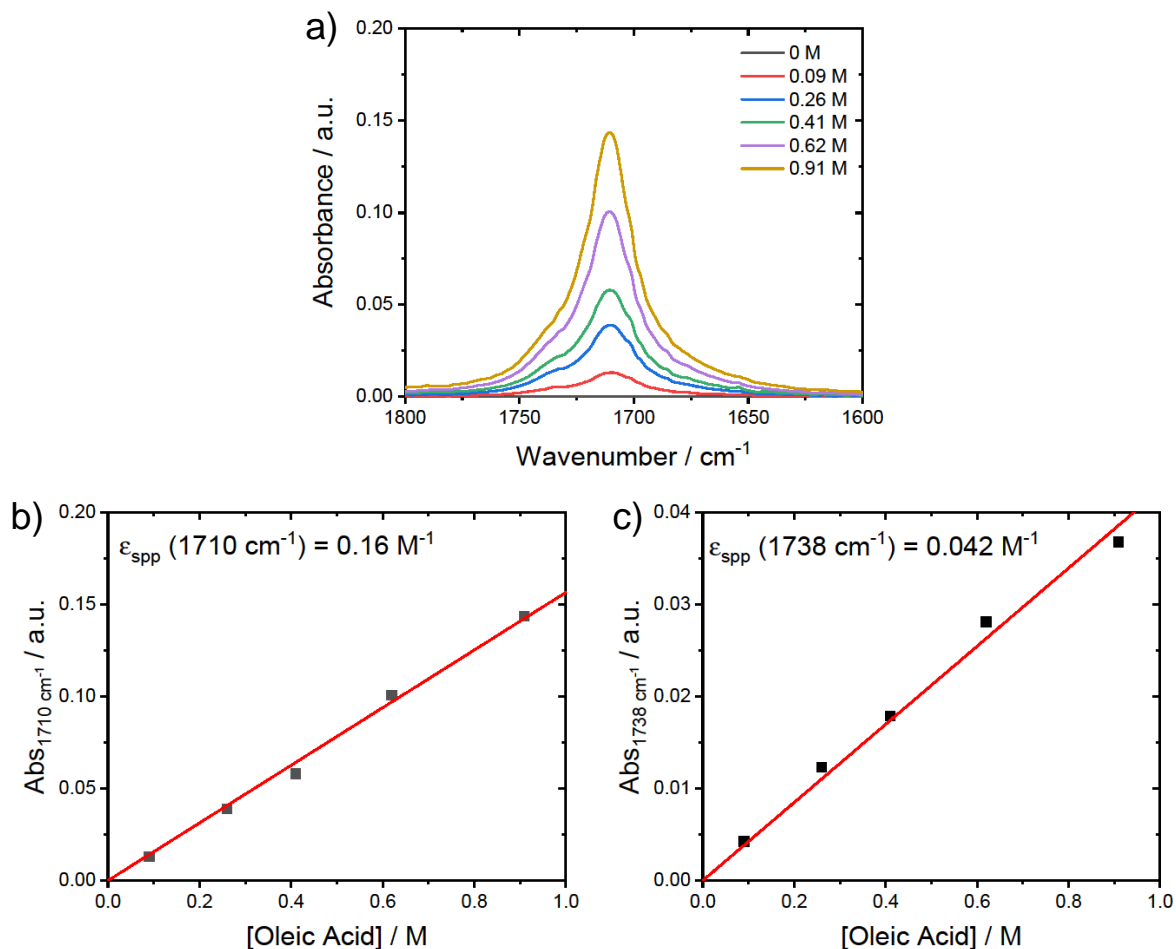 a)
0.20
0.15
0.10
0.05
0.00
Absorbance / a.u.
0 M
0.09 M
0.26 M
0.41 M
0.62 M
0.91 M
1800 1750 1700 1650 1600
Wavenumber / cm⁻¹
b)
εspp (1710 cm⁻¹) = 0.16 M⁻¹
0.20
0.15
0.10
0.05
0.00
Abs1710 cm⁻¹ / a.u.
0.0 0.2 0.4 0.6 0.8 1.0
[Oleic Acid] / M
c)
εspp (1738 cm⁻¹) = 0.042 M⁻¹
0.04
0.03
0.02
0.01
0.00
Abs1738 cm⁻¹ / a.u.
0.0 0.2 0.4 0.6 0.8 1.0
[Oleic Acid] / M